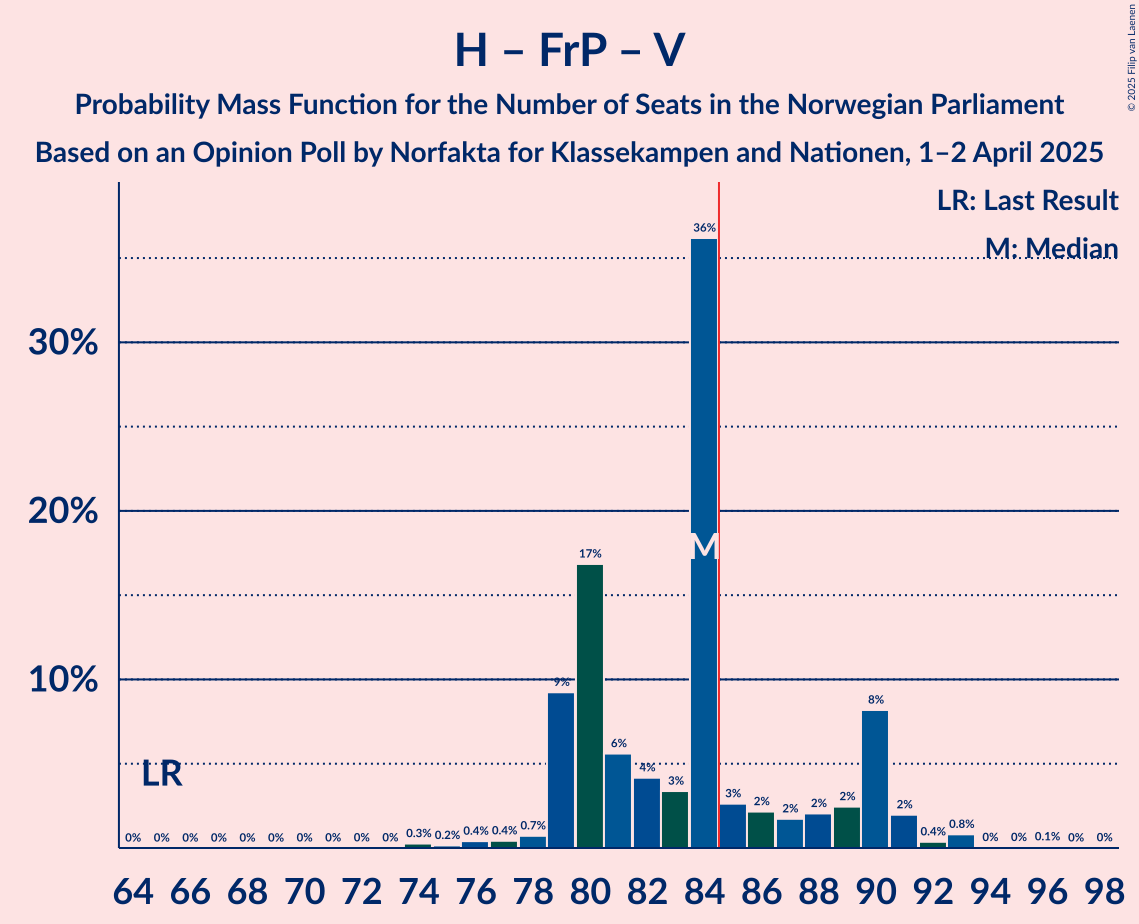 H – FrP – V
Probability Mass Function for the Number of Seats in the Norwegian Parliament
Based on an Opinion Poll by Norfakta for Klassekampen and Nationen, 1–2 April 2025
© 2025 Filip van Laenen
LR: Last Result
M: Median
36%
30%
20%
M
17%
10%
9%
8%
6%
4%
3%
3%
2%
2%
2%
2%
2%
LR
0% 0% 0% 0% 0% 0% 0% 0% 0% 0% 0.3% 0.2% 0.4% 0.4% 0.7% 0.4% 0.8% 0% 0% 0.1% 0% 0%
64 66 68 70 72 74 76 78 80 82 84 86 88 90 92 94 96 98